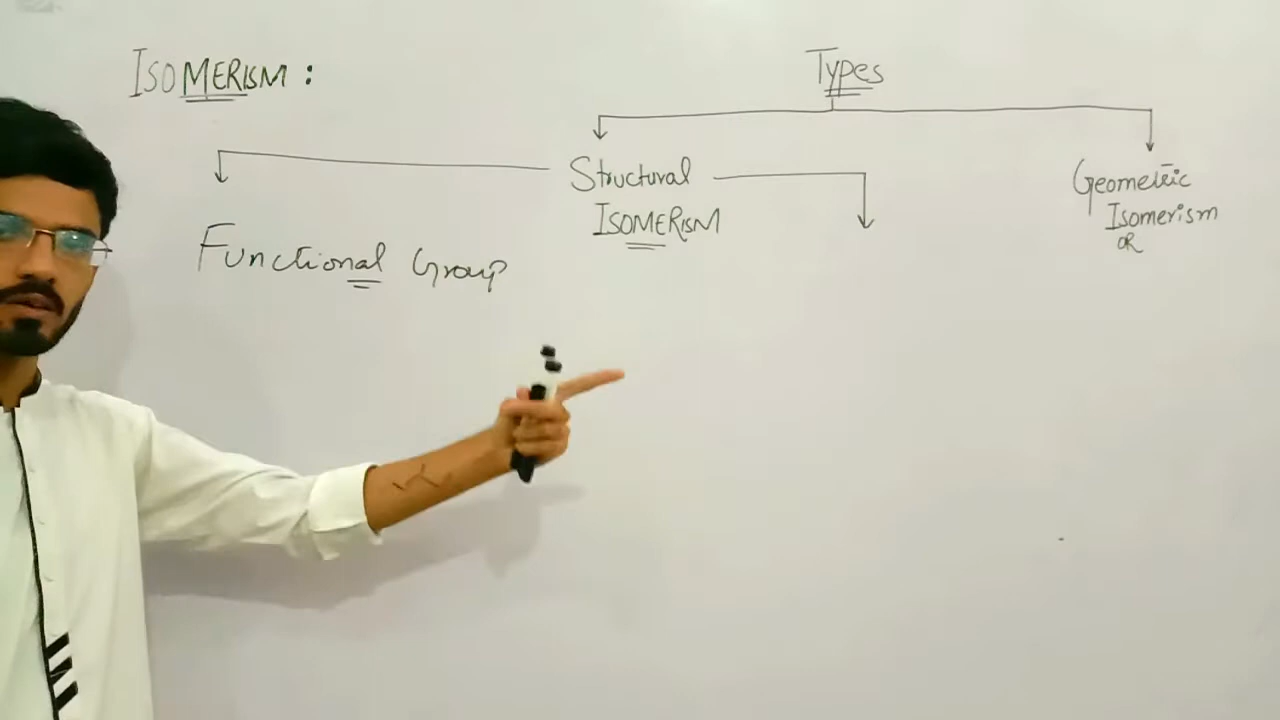 ISOMERISM :
Types
Structural
ISOMERISM
Geometric
Isomerism
OR
Functional Group